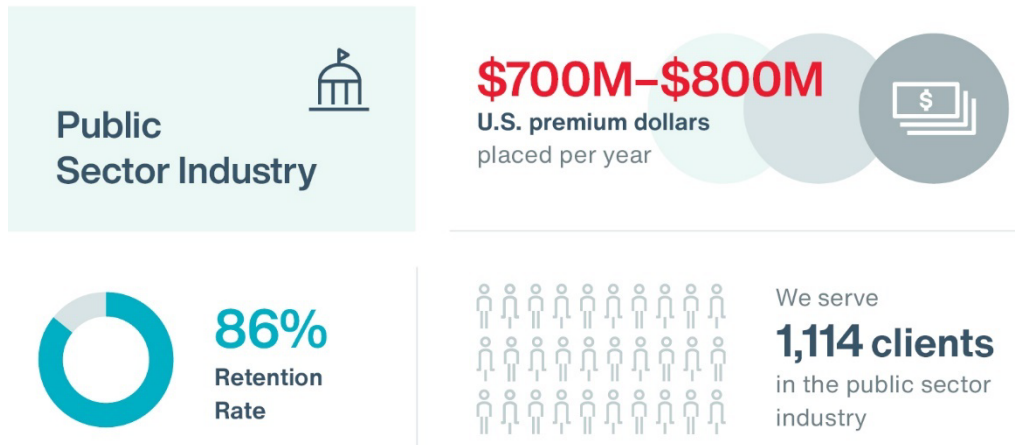 Public
Sector Industry
$700M–$800M
U.S. premium dollars
placed per year
$
86%
Retention
Rate
We serve
1,114 clients
in the public sector
industry